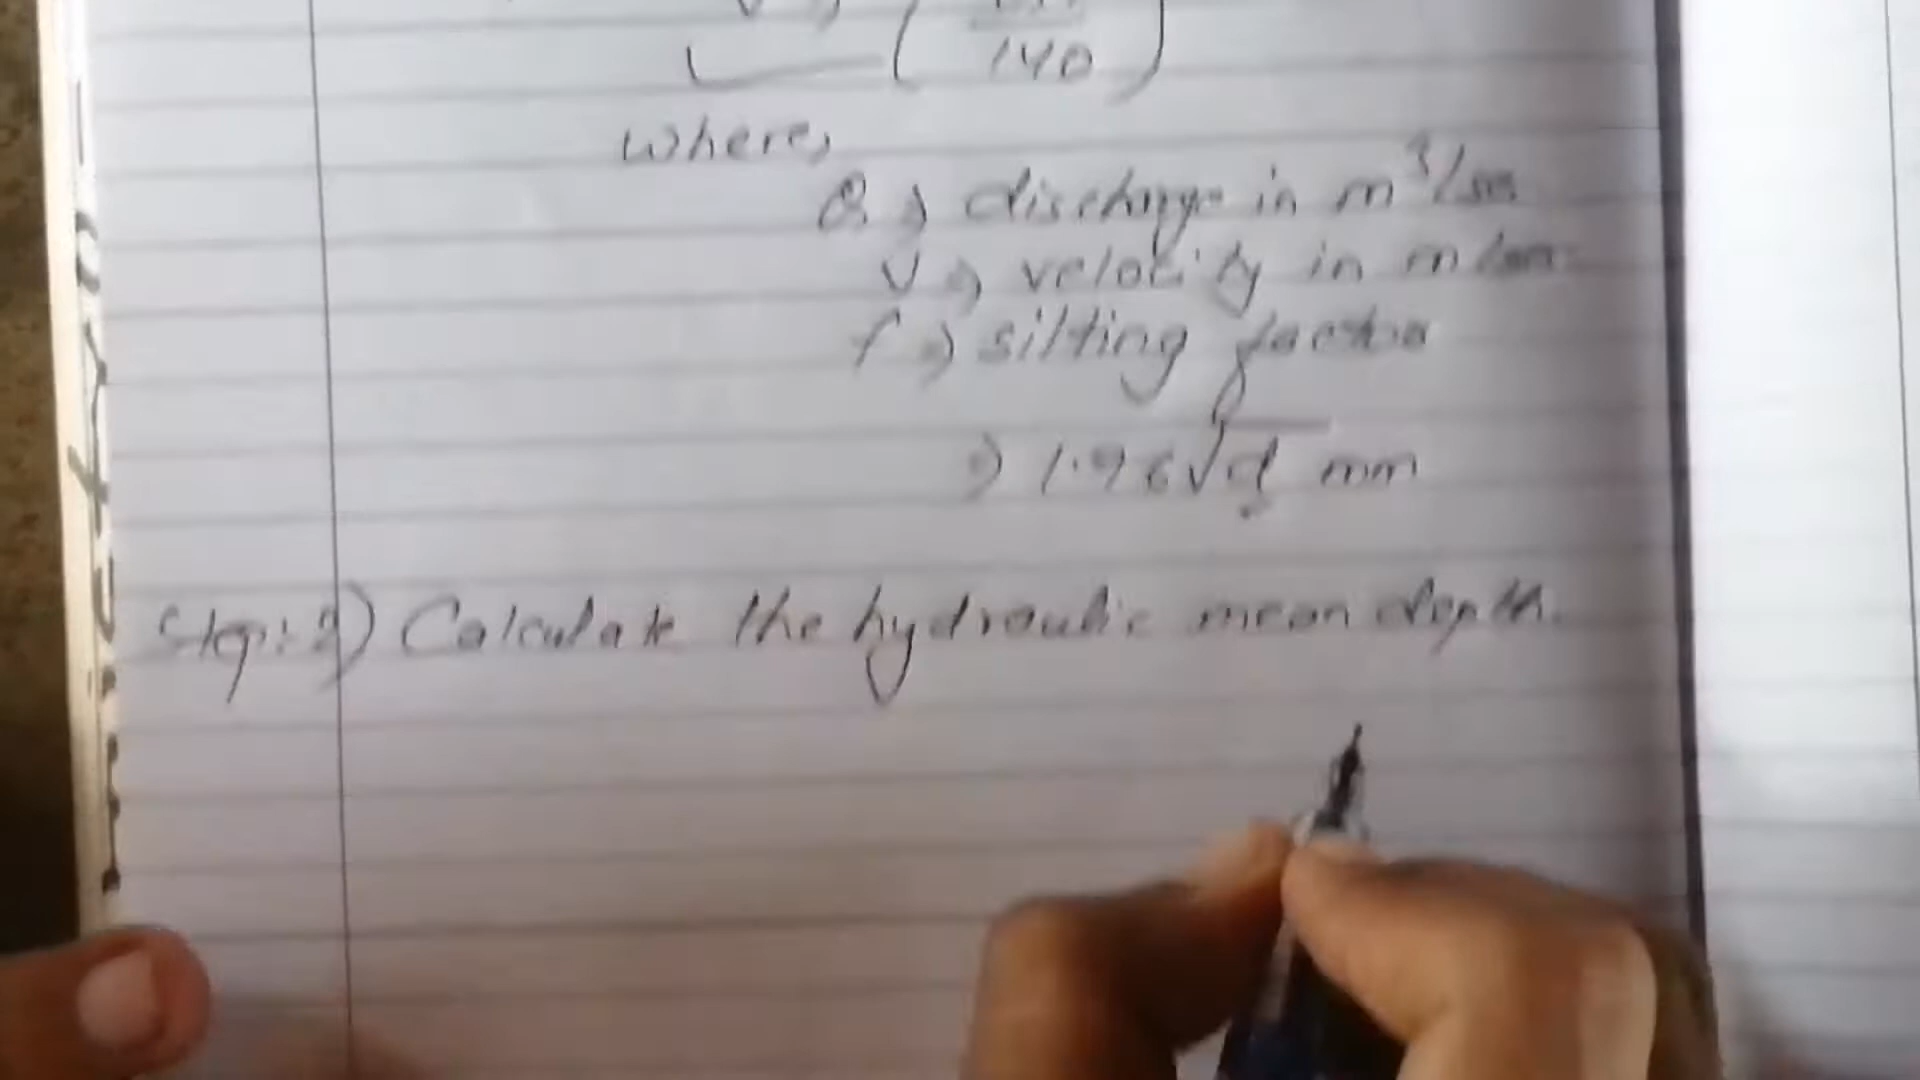 ( 140 )
where,
Q ⇒ discharge in m³/sec
V ⇒ velocity in m/sec
f ⇒ silting factor
⇒ 1.76√d mm
Step:2) Calculate the hydraulic mean depth.